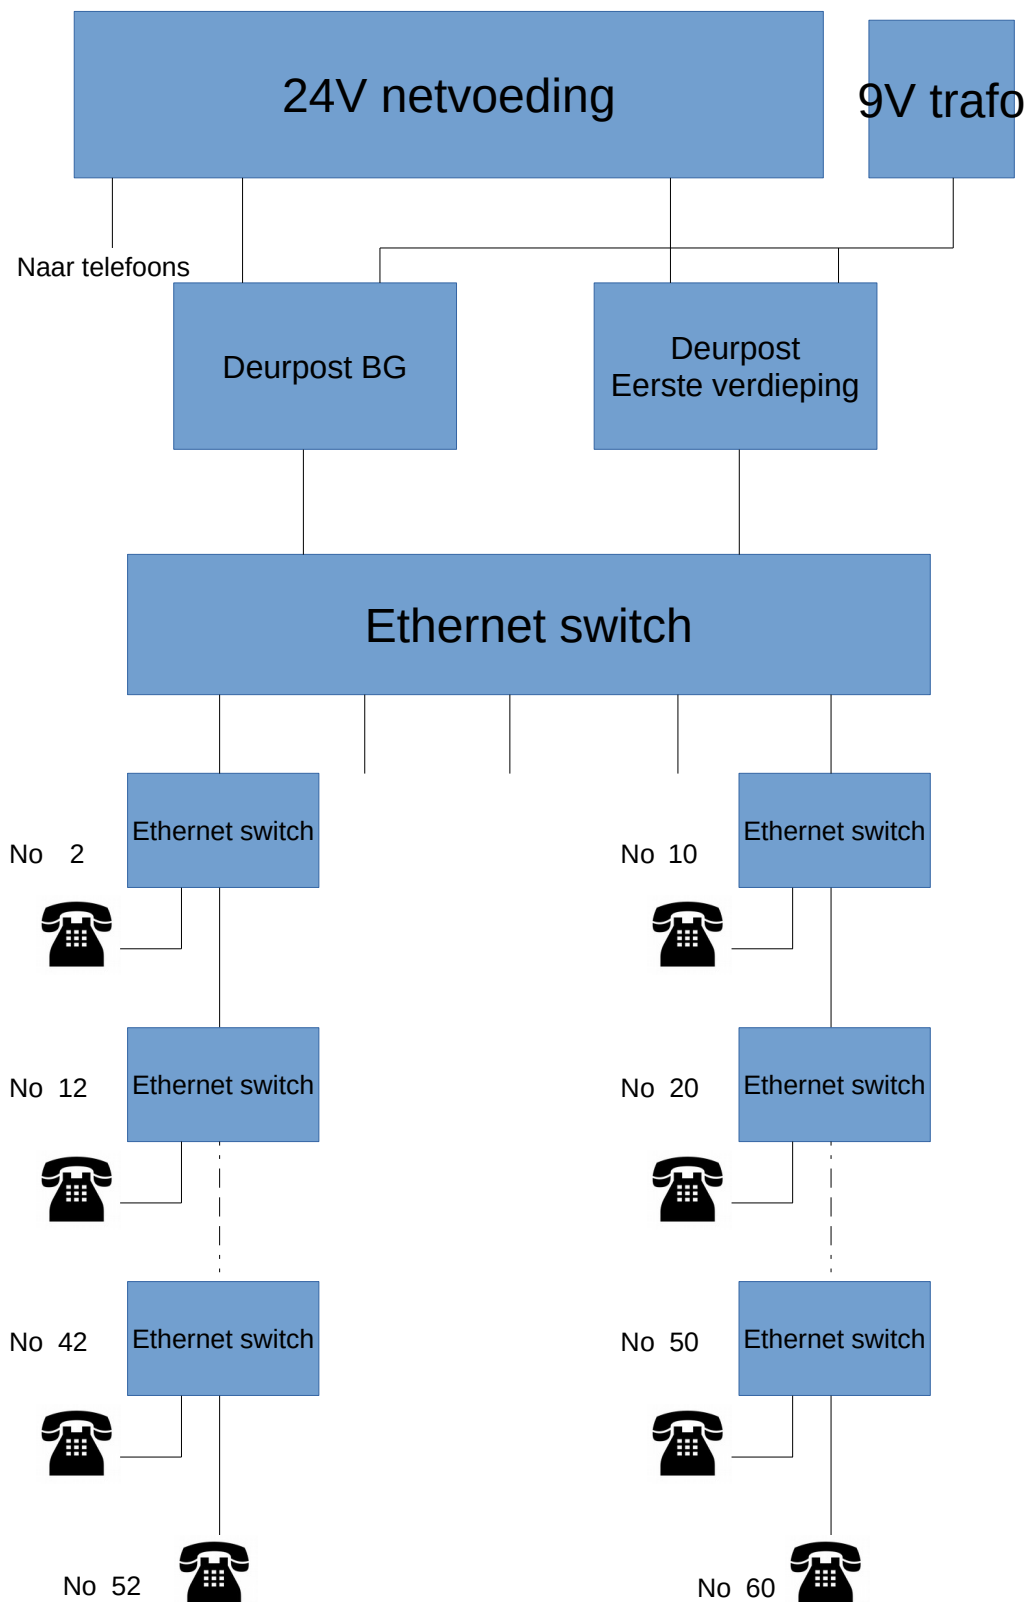 24V netvoeding
9V trafo
Naar telefoons
Deurpost BG
Deurpost
Eerste verdieping
Ethernet switch
Ethernet switch
Ethernet switch
No 2
No 10
Ethernet switch
Ethernet switch
No 12
No 20
Ethernet switch
Ethernet switch
No 42
No 50
No 52
No 60